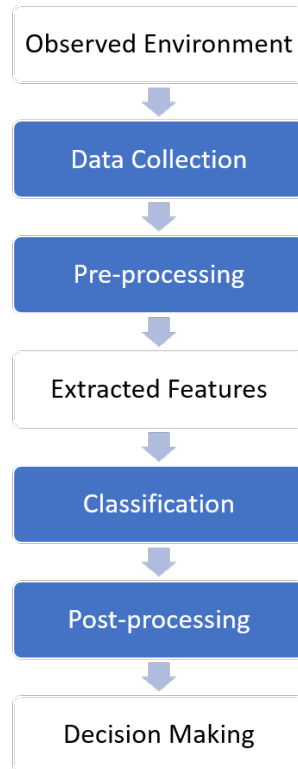 Observed Environment
Data Collection
Pre-processing
Extracted Features
Classification
Post-processing
Decision Making